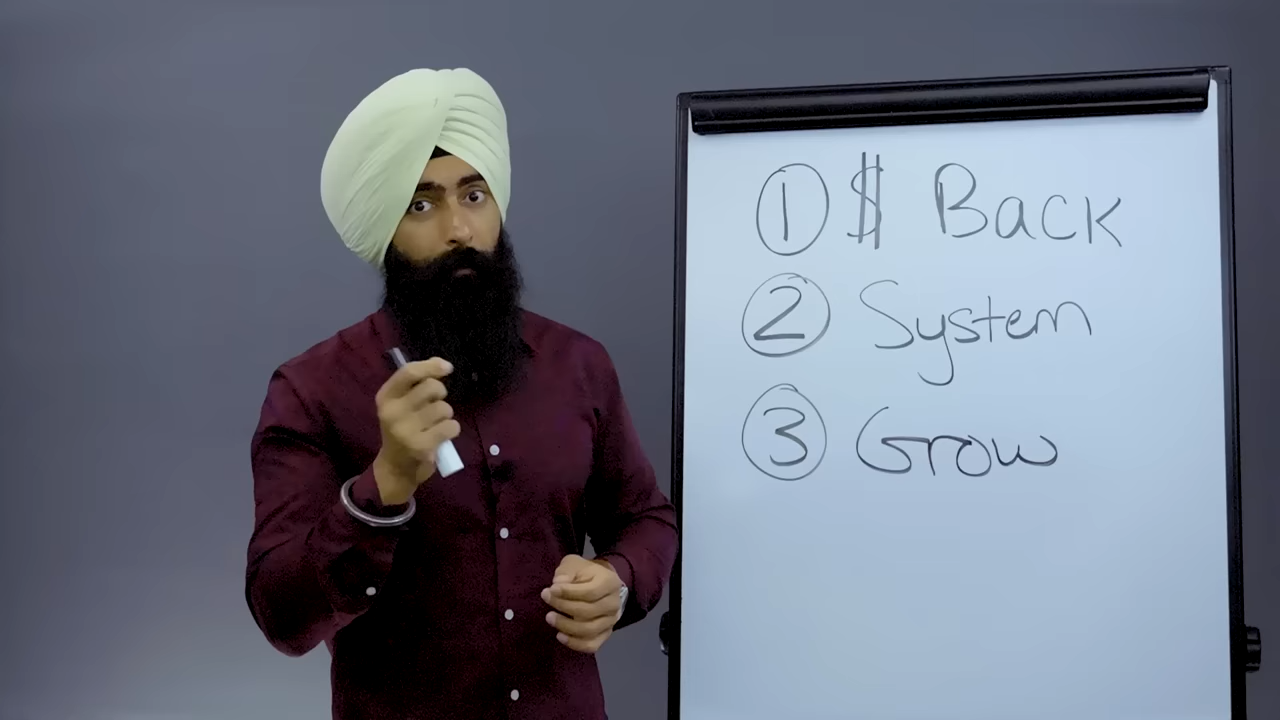 ① $ Back
② System
③ Grow